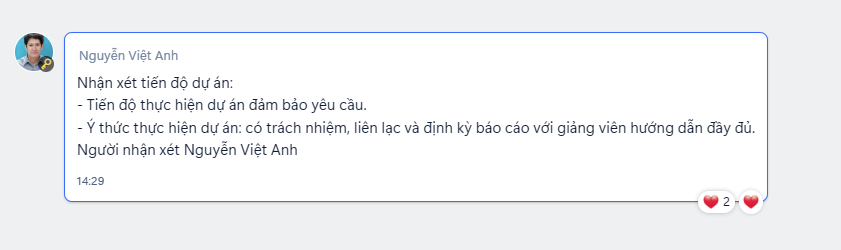 Nguyễn Việt Anh
Nhận xét tiến độ dự án:
- Tiến độ thực hiện dự án đảm bảo yêu cầu.
- Ý thức thực hiện dự án: có trách nhiệm, liên lạc và định kỳ báo cáo với giảng viên hướng dẫn đầy đủ.
Người nhận xét Nguyễn Việt Anh
14:29
2